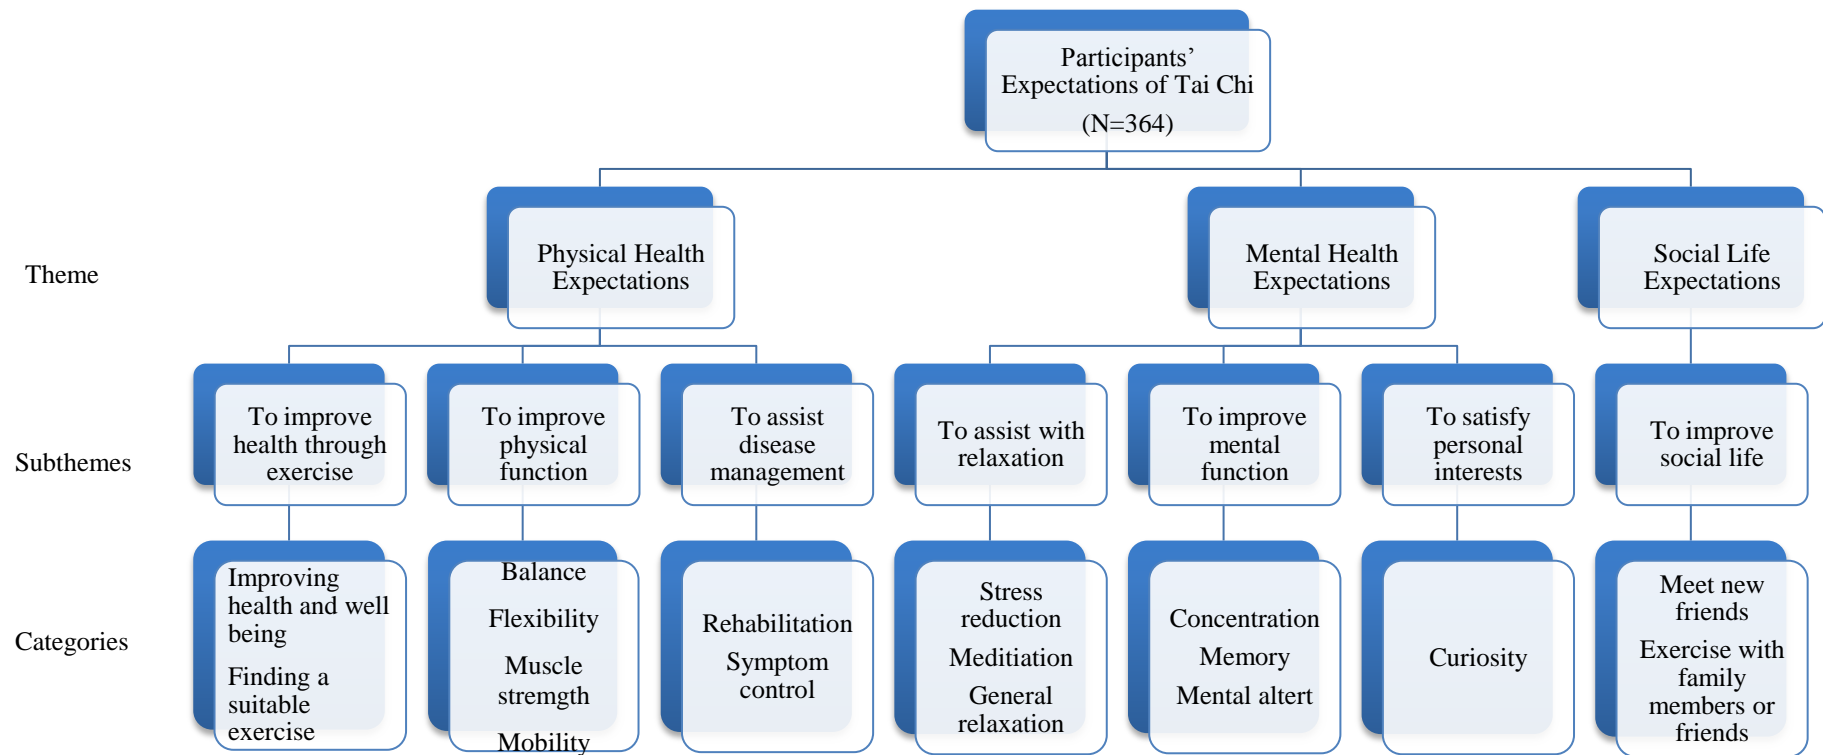 Participants’
Expectations of Tai Chi
(N=364)
Theme
Physical Health
Expectations
Mental Health
Expectations
Social Life
Expectations
Subthemes
To improve
health through
exercise
To improve
physical
function
To assist
disease
management
To assist with
relaxation
To improve
mental
function
To satisfy
personal
interests
To improve
social life
Categories
Improving
health and well
being
Finding a
suitable
exercise
Balance
Flexibility
Muscle
stremgth
Mobility
Rehabilitation
Symptom
control
Stress
reduction
Meditiation
General
relaxation
Concentration
Memory
Mental altert
Curiosity
Meet new
friends
Exercise with
family
members or
friends